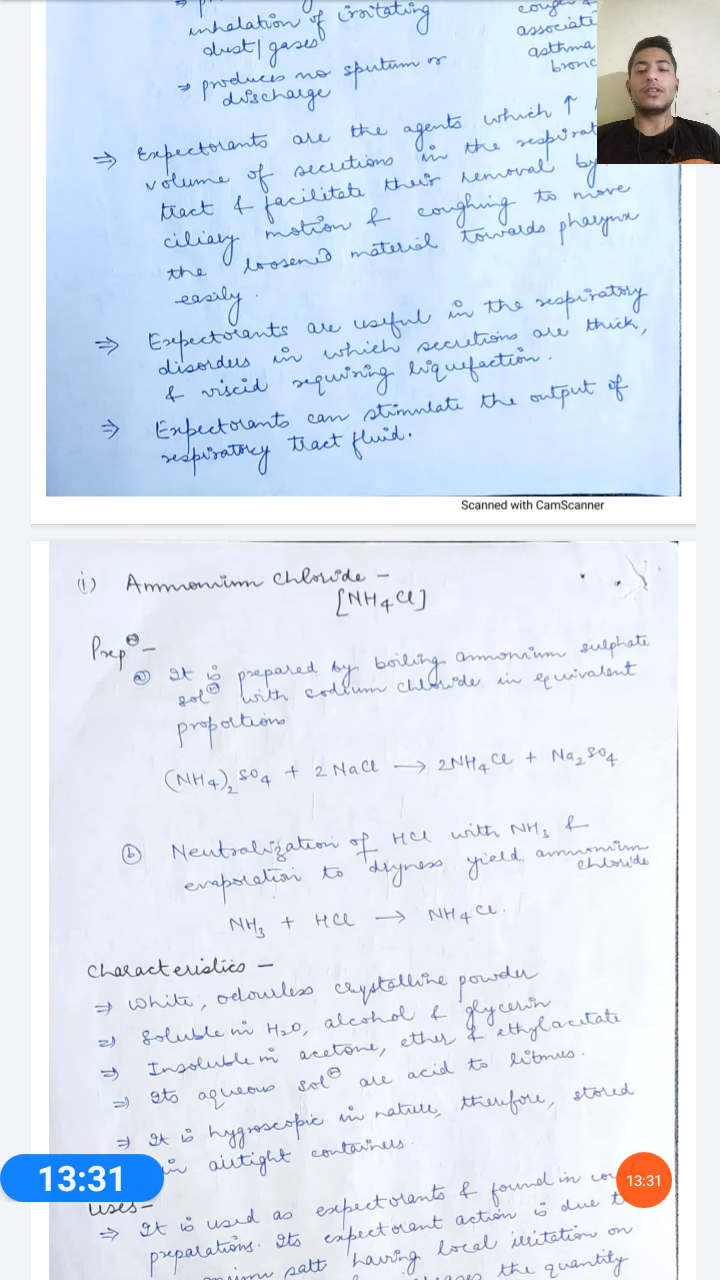 inhalation of irritating
dust/gases
⇒ produces no sputum or
discharge
associate
asthma
bronc
⇒ Expectorants are the agents which ↑
volume of secretions in the respirat
tract & facilitate their removal by
ciliary motion & coughing to move
the loosened material towards pharynx
easily.
⇒ Expectorants are useful in the respiratory
disorders in which secretions are thick,
& viscid requiring liquefaction.
⇒ Expectorants can stimulate the output of
respiratory tract fluid.
Scanned with CamScanner
(i) Ammonium Chloride -
[NH4Cl]
Prepⁿ -
(a) It is prepared by boiling ammonium sulphate
solⁿ with sodium chloride in equivalent
proportions
(NH4)2 SO4 + 2 NaCl → 2NH4Cl + Na2SO4
(b) Neutralization of HCl with NH3 &
evaporation to dryness yield ammonium
chloride
NH3 + HCl → NH4Cl.
Characteristics -
⇒ White, odourless crystalline powder
⇒ Soluble in H2O, alcohol & glycerin
⇒ Insoluble in acetone, ether & ethylacetate
⇒ Its aqueous solⁿ are acid to litmus.
⇒ It is hygroscopic in nature, therefore, stored
in airtight containers.
13:31
13:31
Uses -
⇒ It is used as expectorants & found in co
preparations. Its expectorant action is due t
salt having local irritation on
the quantity